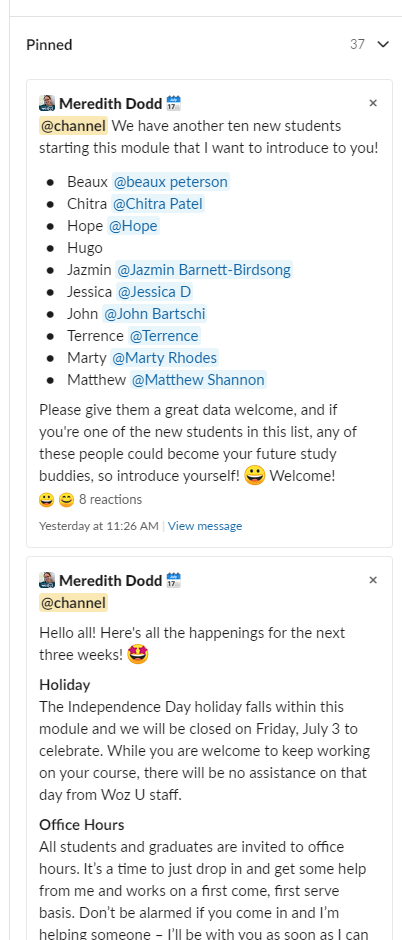 Pinned 37
Meredith Dodd
@channel We have another ten new students
starting this module that I want to introduce to you!
Beaux @beaux peterson
Chitra @Chitra Patel
Hope @Hope
Hugo
Jazmin @Jazmin Barnett-Birdsong
Jessica @Jessica D
John @John Bartschi
Terrence @Terrence
Marty @Marty Rhodes
Matthew @Matthew Shannon
Please give them a great data welcome, and if
you're one of the new students in this list, any of
these people could become your future study
buddies, so introduce yourself! 😀 Welcome!
8 reactions
Yesterday at 11:26 AM | View message
Meredith Dodd
@channel
Hello all! Here's all the happenings for the next
three weeks! 🤩
Holiday
The Independence Day holiday falls within this
module and we will be closed on Friday, July 3 to
celebrate. While you are welcome to keep working
on your course, there will be no assistance on that
day from Woz U staff.
Office Hours
All students and graduates are invited to office
hours. It's a time to just drop in and get some help
from me and works on a first come, first serve
basis. Don't be alarmed if you come in and I'm
helping someone – I'll be with you as soon as I can